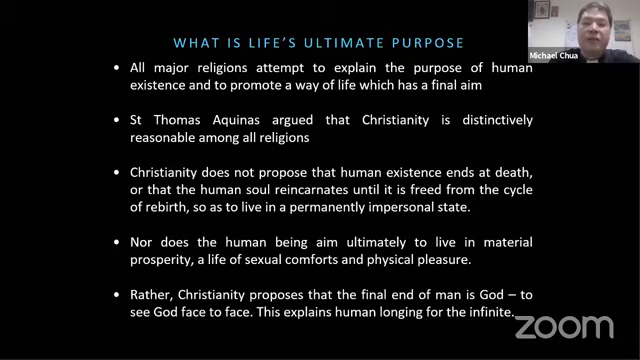 WHAT IS LIFE'S ULTIMATE PURPOSE
Michael Chua
• All major religions attempt to explain the purpose of human
existence and to promote a way of life which has a final aim
• St Thomas Aquinas argued that Christianity is distinctively
reasonable among all religions
• Christianity does not propose that human existence ends at death,
or that the human soul reincarnates until it is freed from the cycle
of rebirth, so as to live in a permanently impersonal state.
• Nor does the human being aim ultimately to live in material
prosperity, a life of sexual comforts and physical pleasure.
• Rather, Christianity proposes that the final end of man is God – to
see God face to face. This explains human longing for the infinite.
zoom